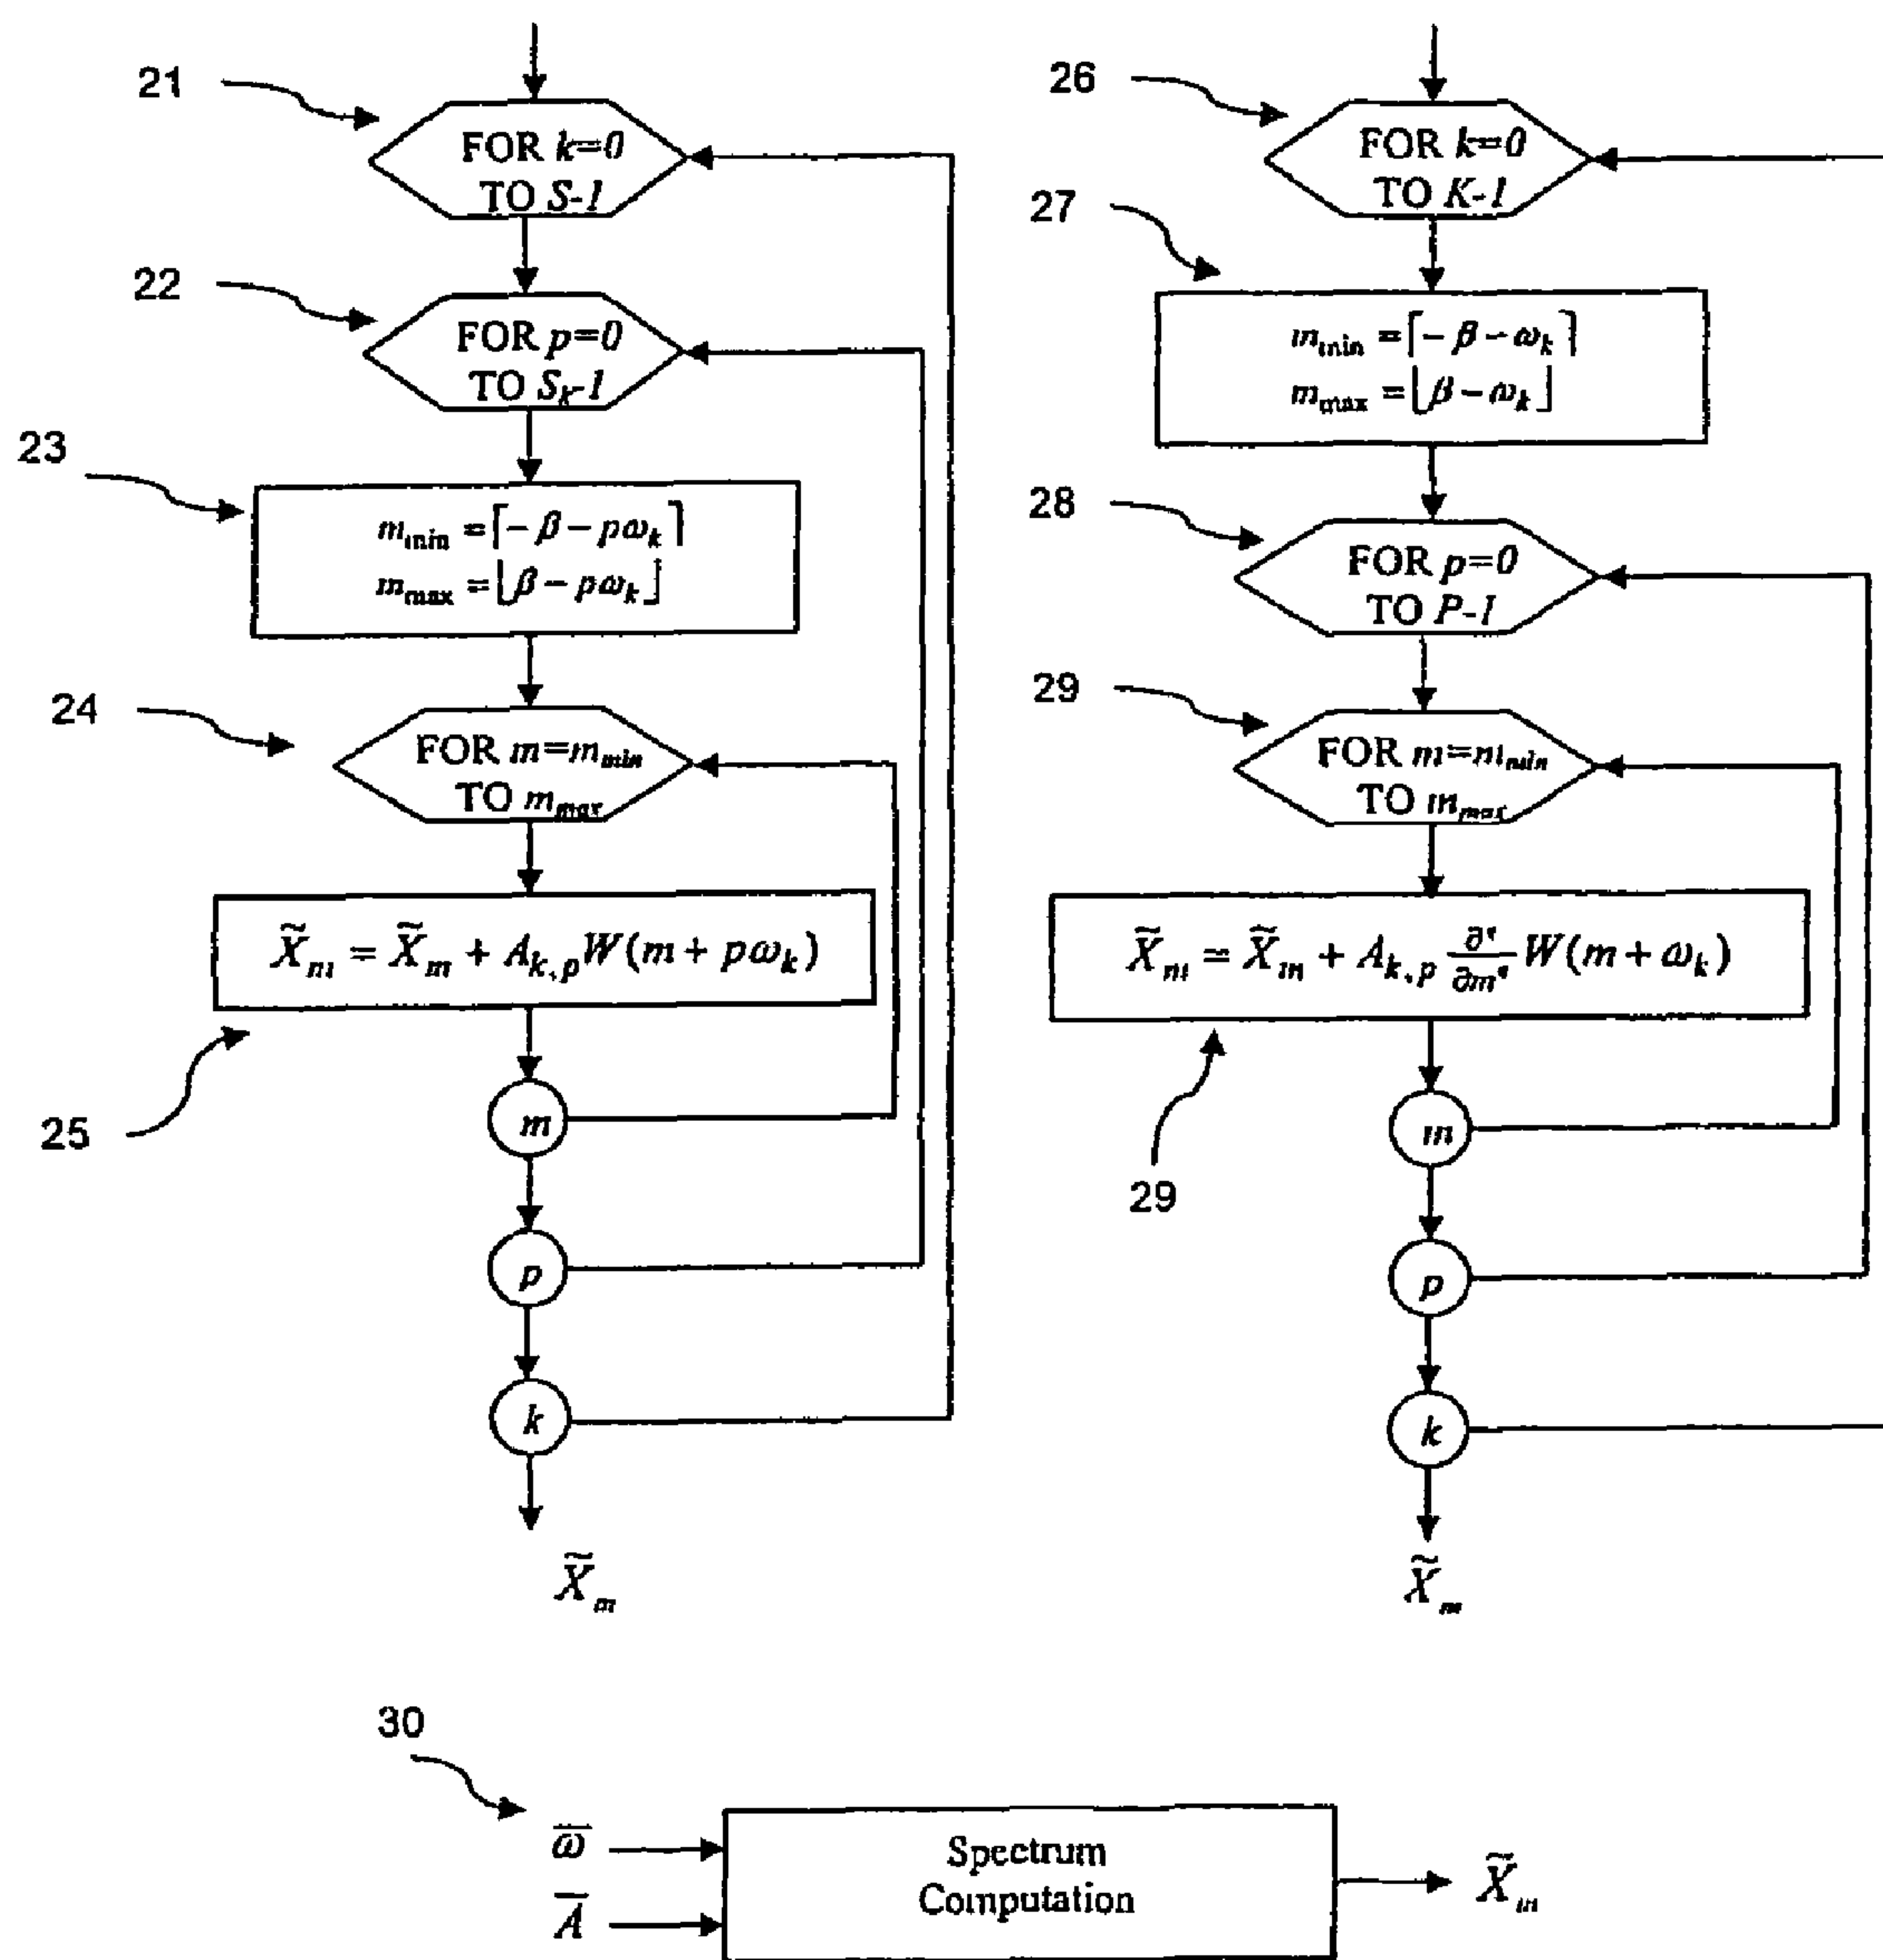 21
FOR k=0
TO S-1
22
FOR p=0
TO S_k-1
23
m_min = ⌈-β - pω_k⌉
m_max = ⌊β - pω_k⌋
24
FOR m=m_min
TO m_max
X̃_m = X̃_m + A_{k,p} W(m + pω_k)
25
m
p
k
X̃_m
26
FOR k=0
TO K-1
27
m_min = ⌈-β - ω_k⌉
m_max = ⌊β - ω_k⌋
28
FOR p=0
TO P-1
29
FOR m=m_min
TO m_max
X̃_m = X̃_m + A_{k,p} ∂/∂m W(m + ω_k)
29
m
p
k
X̃_m
30
ω̅
A̅
Spectrum
Computation
X̃_m